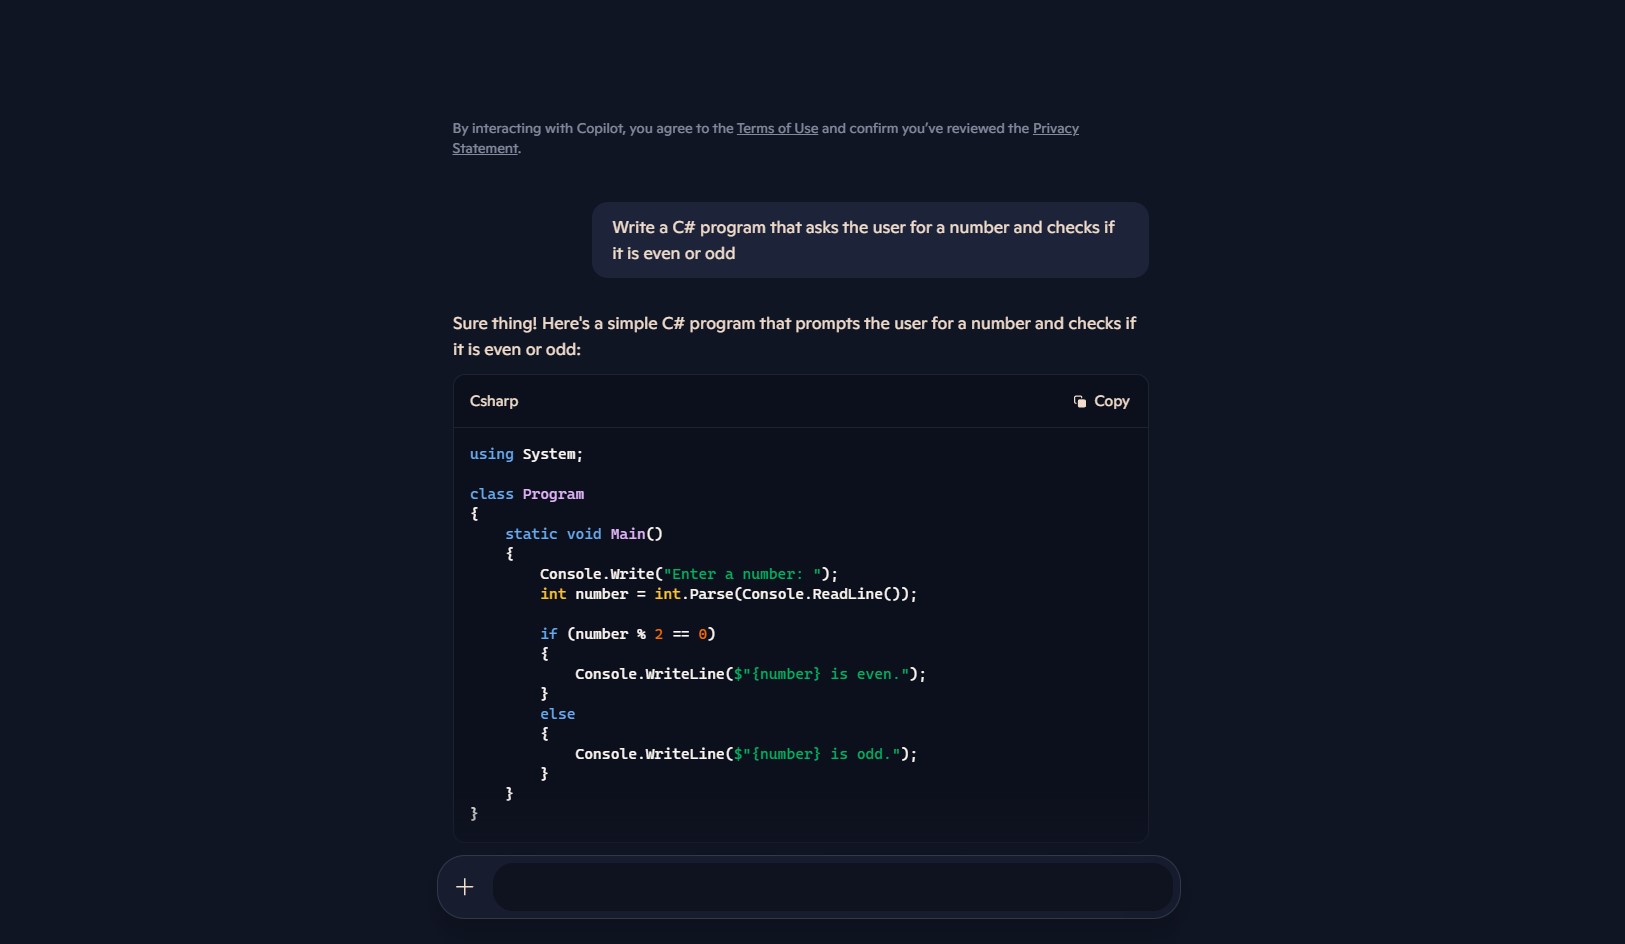 By interacting with Copilot, you agree to the Terms of Use and confirm you’ve reviewed the Privacy
Statement.
Write a C# program that asks the user for a number and checks if
it is even or odd
Sure thing! Here's a simple C# program that prompts the user for a number and checks if
it is even or odd:
Csharp
Copy
using System;
class Program
{
    static void Main()
    {
        Console.Write("Enter a number: ");
        int number = int.Parse(Console.ReadLine());
        if (number % 2 == 0)
        {
            Console.WriteLine($"{number} is even.");
        }
        else
        {
            Console.WriteLine($"{number} is odd.");
        }
    }
}